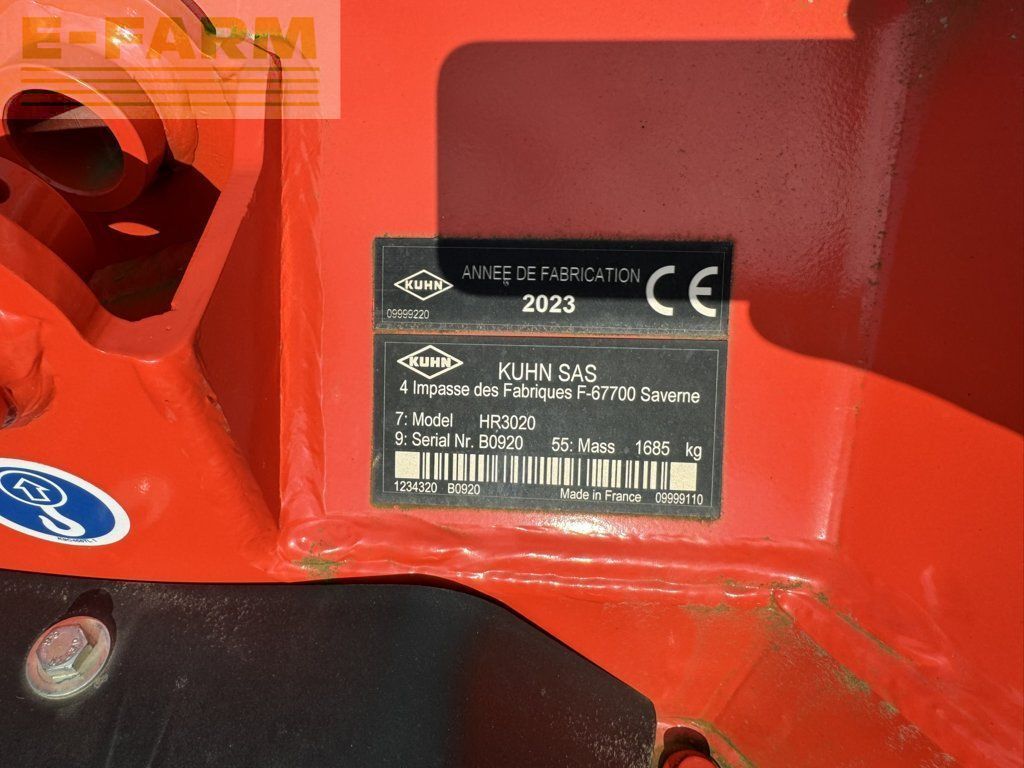 E-FARM
KUHN
ANNEE DE FABRICATION
2023
09999220
CE
KUHN
KUHN SAS
4 Impasse des Fabriques F-67700 Saverne
7: Model HR3020
9: Serial Nr. B0920 55: Mass 1685 kg
1234320 B0920 Made in France 09999110